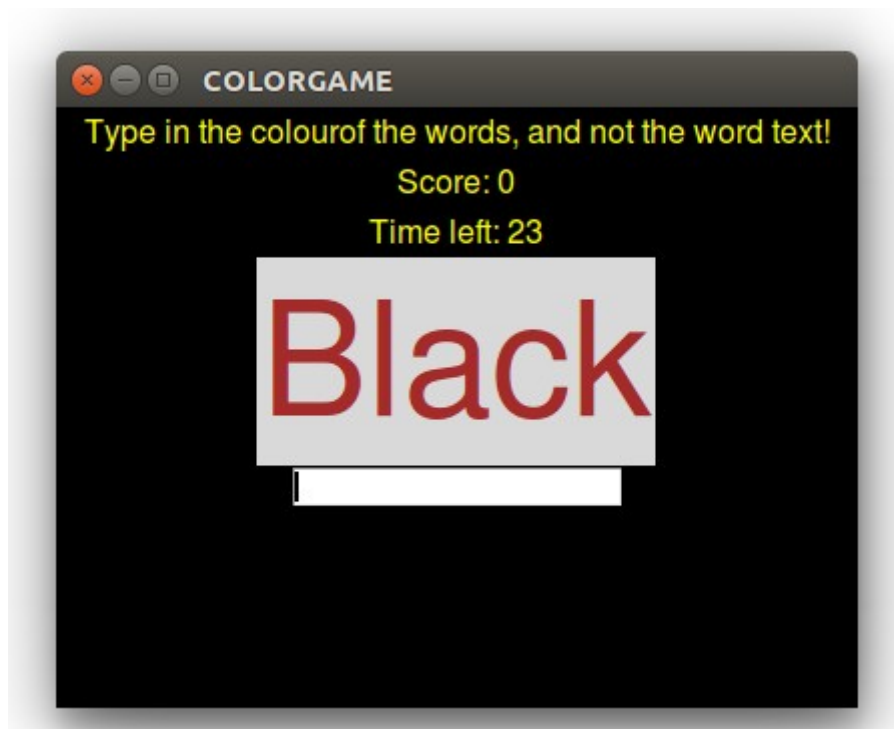 COLORGAME
Type in the colourof the words, and not the word text!
Score: 0
Time left: 23
Black